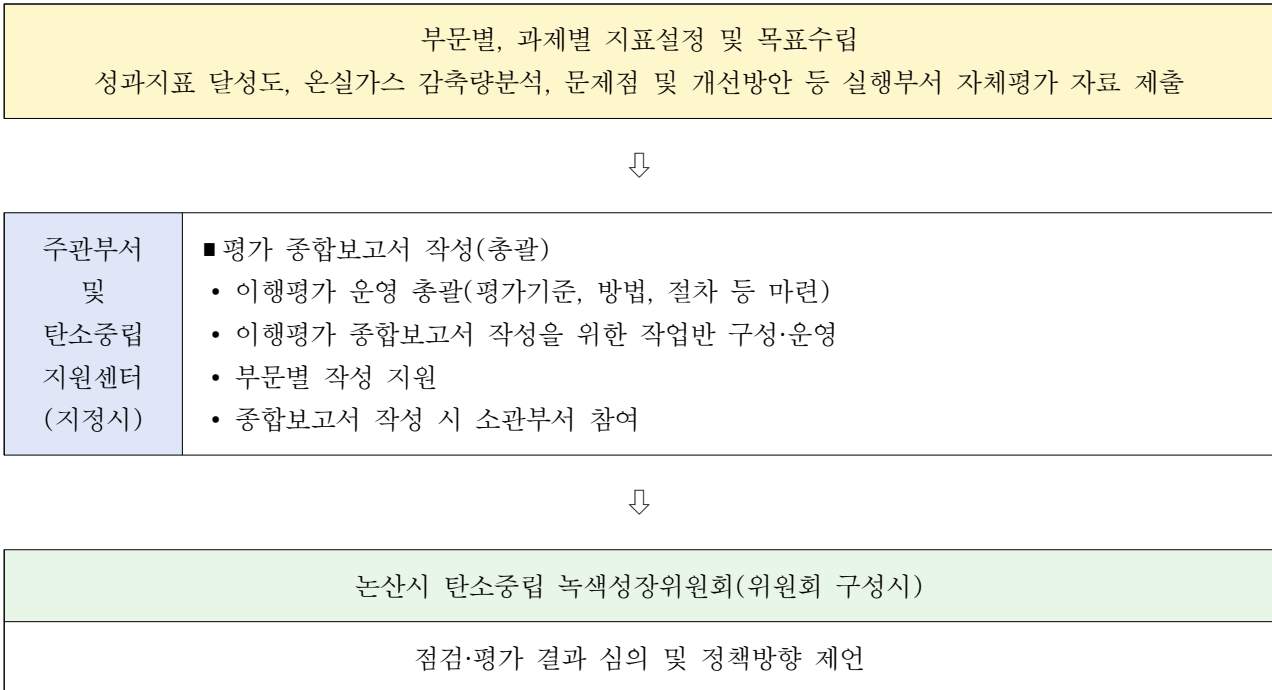 부문별, 과제별 지표설정 및 목표수립
성과지표 달성도, 온실가스 감축량분석, 문제점 및 개선방안 등 실행부서 자체평가 자료 제출
⇩
주관부서
및
탄소중립
지원센터
(지정시)
■ 평가 종합보고서 작성(총괄)
• 이행평가 운영 총괄(평가기준, 방법, 절차 등 마련)
• 이행평가 종합보고서 작성을 위한 작업반 구성·운영
• 부문별 작성 지원
• 종합보고서 작성 시 소관부서 참여
⇩
논산시 탄소중립 녹색성장위원회(위원회 구성시)
점검·평가 결과 심의 및 정책방향 제언